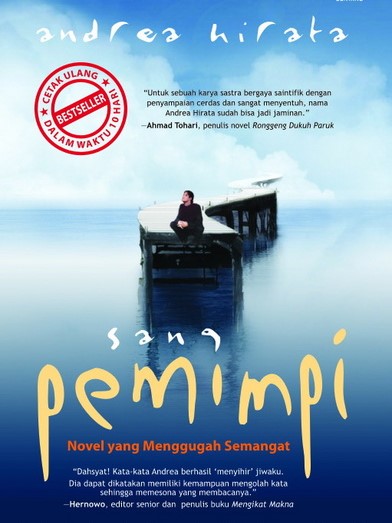 andrea hirata
CETAK ULANG
BESTSELLER
DALAM WAKTU 10 HARI
“Untuk sebuah karya sastra bergaya saintifik dengan
penyampaian cerdas dan sangat menyentuh, nama
Andrea Hirata sudah bisa jadi jaminan.”
—Ahmad Tohari, penulis novel Ronggeng Dukuh Paruk
sang
pemimpi
Novel yang Menggugah Semangat
“Dahsyat! Kata-kata Andrea berhasil ‘menyihir’ jiwaku.
Dia dapat dikatakan memiliki kemampuan mengolah kata
sehingga memesona yang membacanya.”
—Hernowo, editor senior dan penulis buku Mengikat Makna